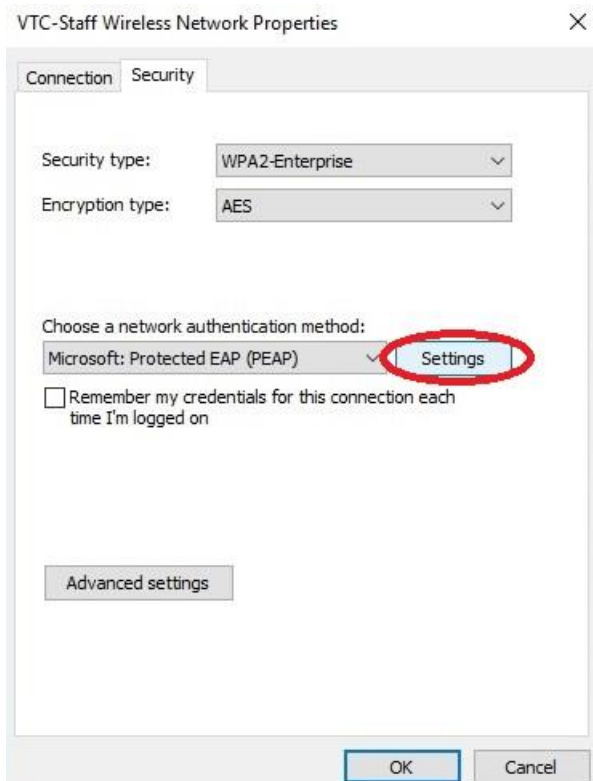 VTC-Staff Wireless Network Properties
Connection Security
Security type: WPA2-Enterprise
Encryption type: AES
Choose a network authentication method:
Microsoft: Protected EAP (PEAP) Settings
Remember my credentials for this connection each
time I'm logged on
Advanced settings
OK Cancel